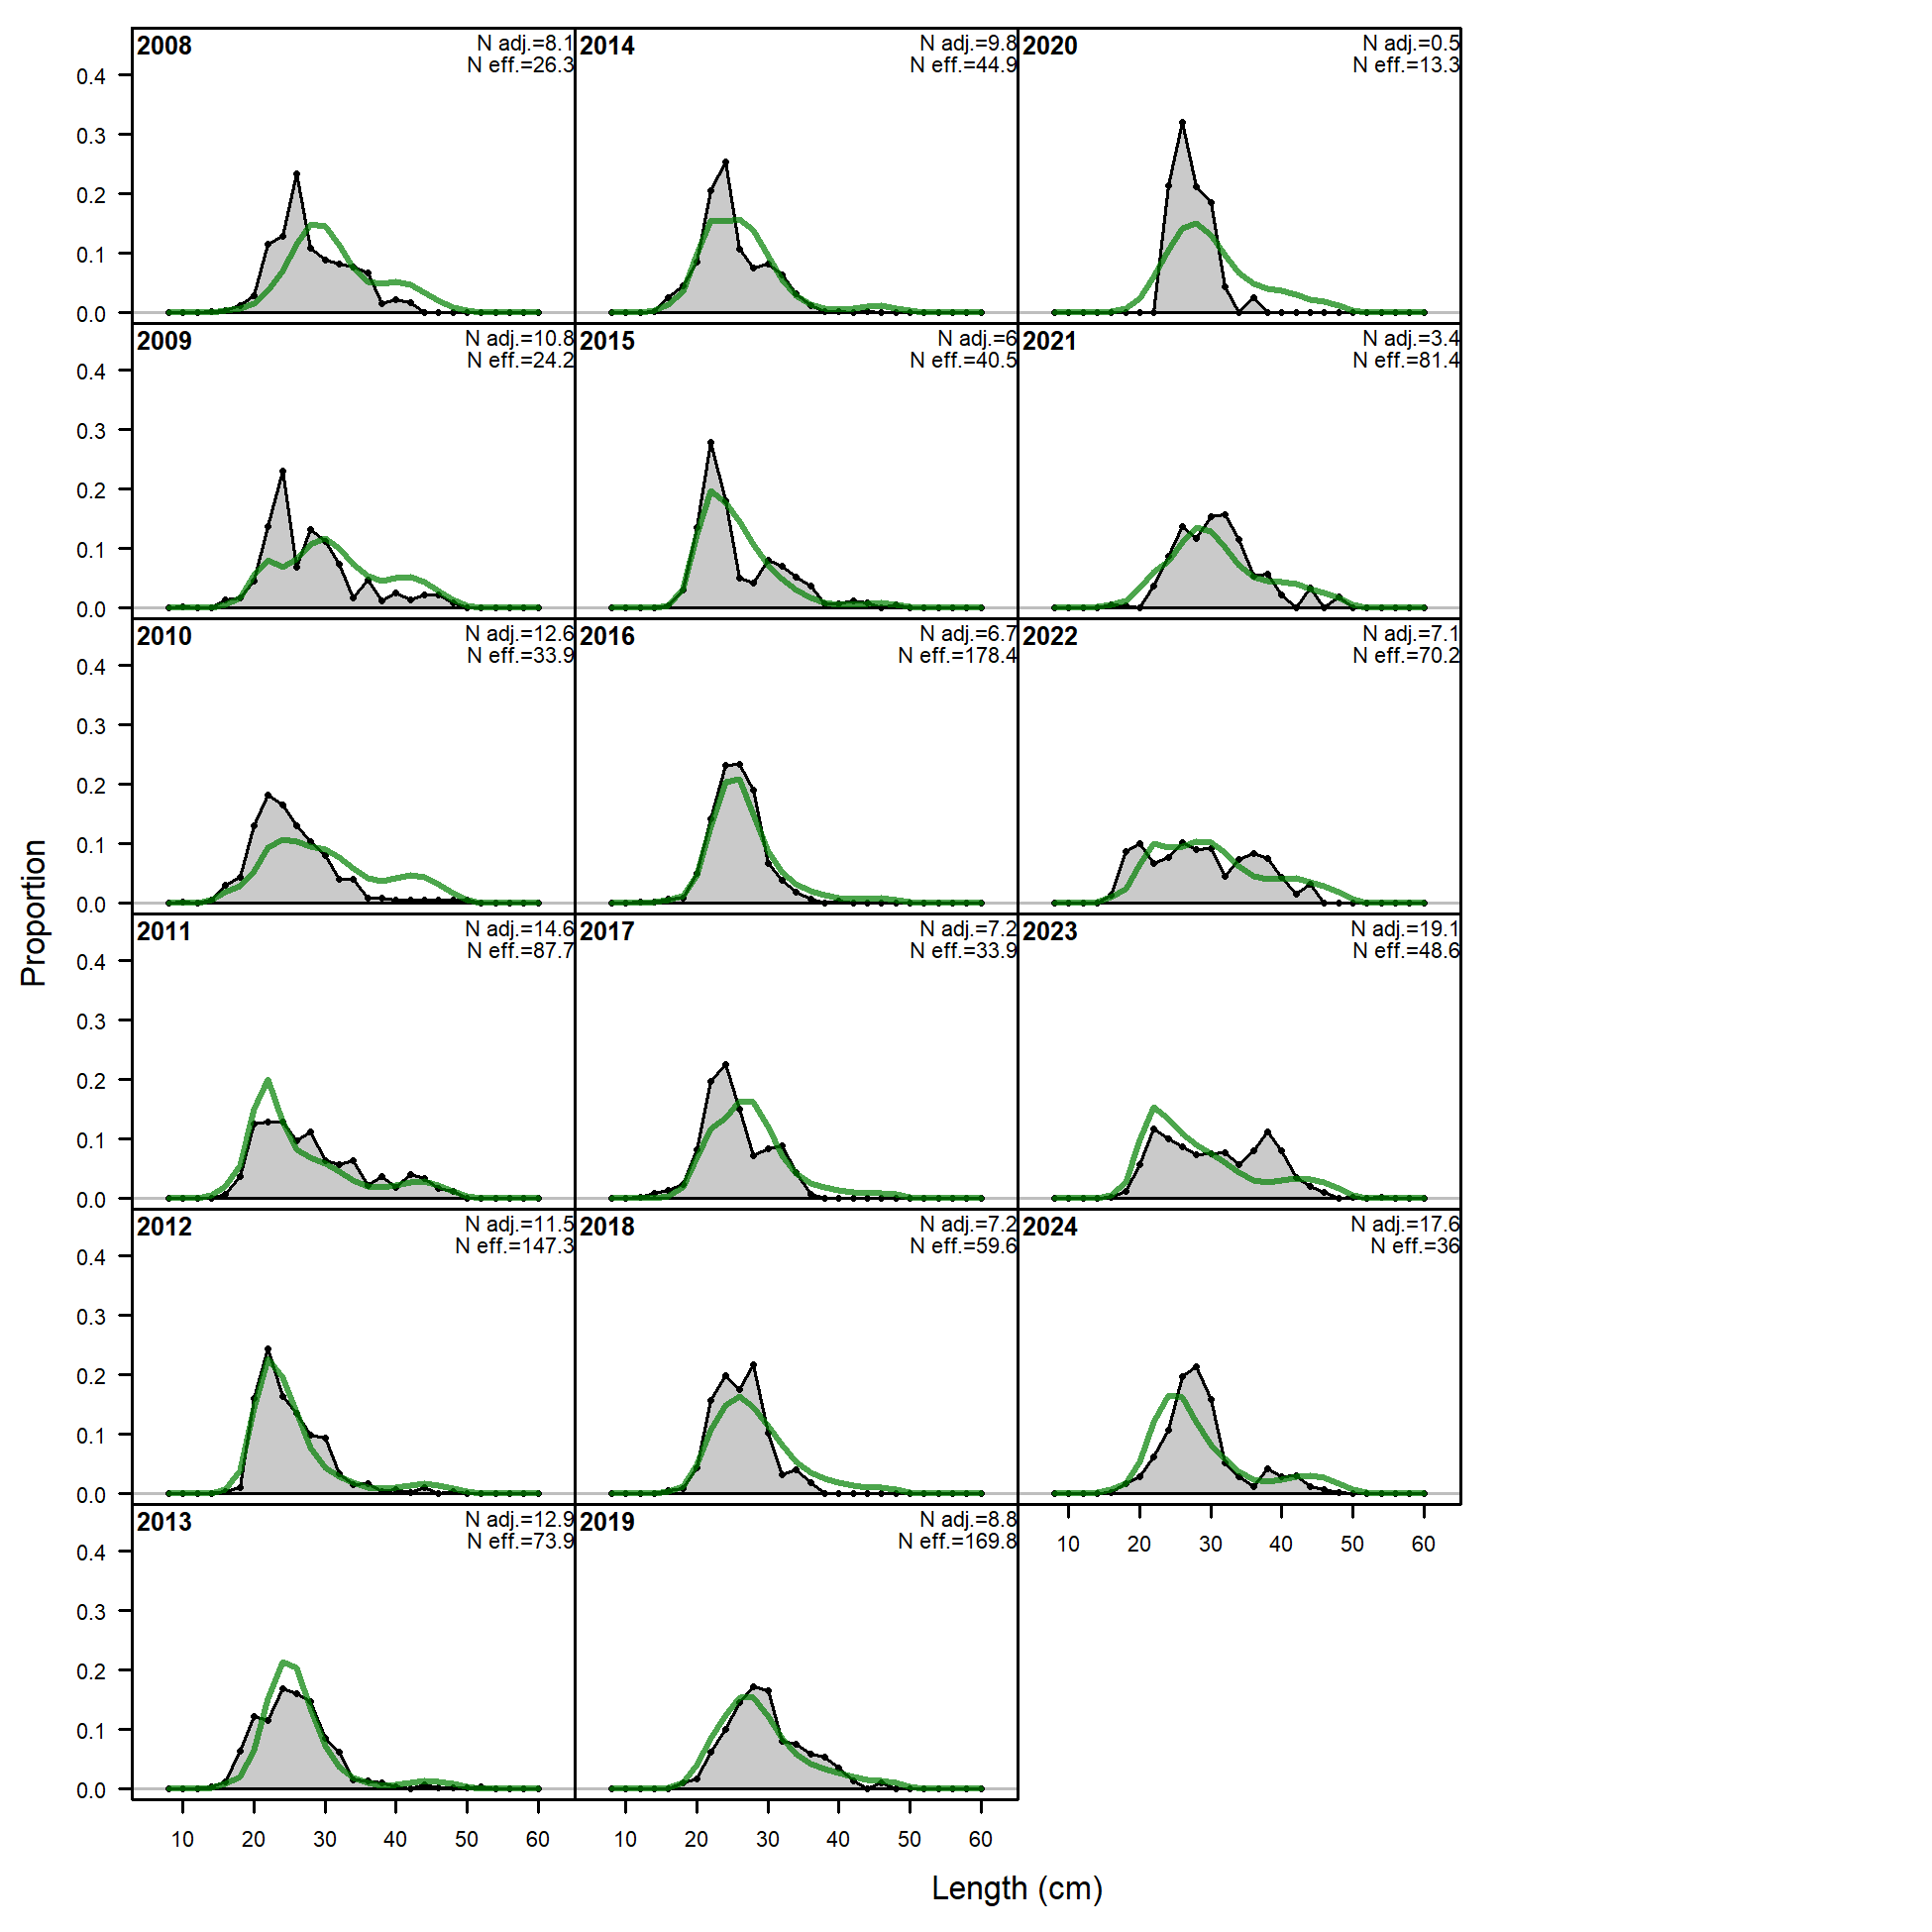 2008
N adj.=8.1
N eff.=26.3
2014
N adj.=9.8
N eff.=44.9
2020
N adj.=0.5
N eff.=13.3
0.4
0.3
0.2
0.1
0.0
2009
N adj.=10.8
N eff.=24.2
2015
N adj.=6
N eff.=40.5
2021
N adj.=3.4
N eff.=81.4
0.4
0.3
0.2
0.1
0.0
2010
N adj.=12.6
N eff.=33.9
2016
N adj.=6.7
N eff.=178.4
2022
N adj.=7.1
N eff.=70.2
0.4
0.3
0.2
0.1
0.0
Proportion
2011
N adj.=14.6
N eff.=87.7
2017
N adj.=7.2
N eff.=33.9
2023
N adj.=19.1
N eff.=48.6
0.4
0.3
0.2
0.1
0.0
2012
N adj.=11.5
N eff.=147.3
2018
N adj.=7.2
N eff.=59.6
2024
N adj.=17.6
N eff.=36
0.4
0.3
0.2
0.1
0.0
2013
N adj.=12.9
N eff.=73.9
2019
N adj.=8.8
N eff.=169.8
10 20 30 40 50 60
0.4
0.3
0.2
0.1
0.0
10 20 30 40 50 60
10 20 30 40 50 60
Length (cm)